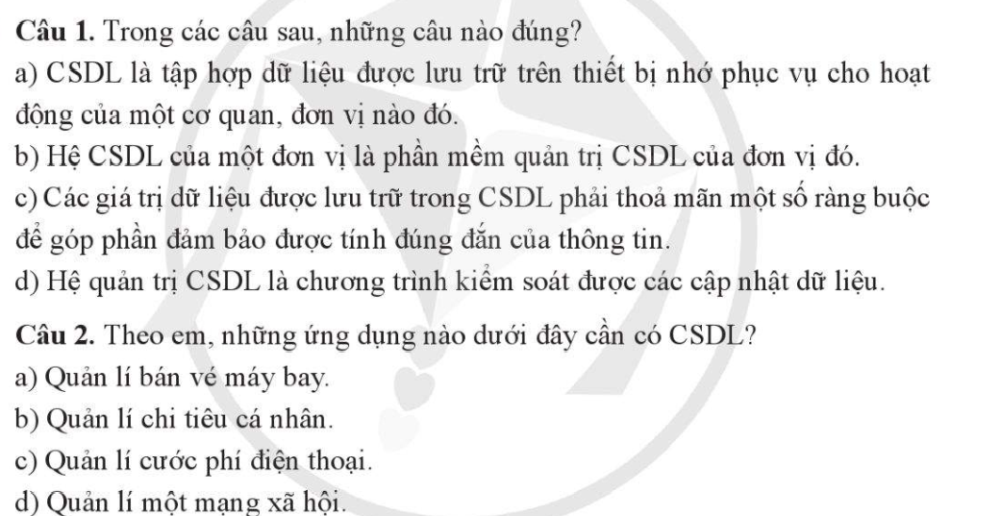 Câu 1. Trong các câu sau, những câu nào đúng?
a) CSDL là tập hợp dữ liệu được lưu trữ trên thiết bị nhớ phục vụ cho hoạt
động của một cơ quan, đơn vị nào đó.
b) Hệ CSDL của một đơn vị là phần mềm quản trị CSDL của đơn vị đó.
c) Các giá trị dữ liệu được lưu trữ trong CSDL phải thoả mãn một số ràng buộc
để góp phần đảm bảo được tính đúng đắn của thông tin.
d) Hệ quản trị CSDL là chương trình kiểm soát được các cập nhật dữ liệu.
Câu 2. Theo em, những ứng dụng nào dưới đây cần có CSDL?
a) Quản lí bán vé máy bay.
b) Quản lí chi tiêu cá nhân.
c) Quản lí cước phí điện thoại.
d) Quản lí một mạng xã hội.